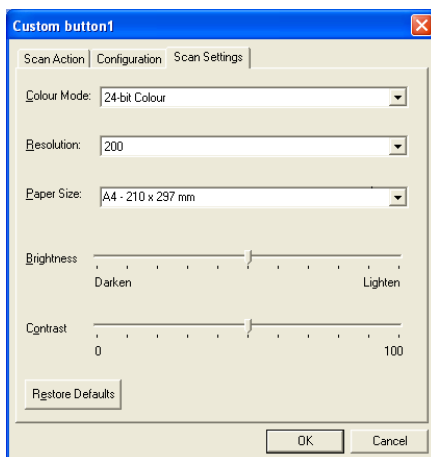 Custom button1
Scan Action Configuration Scan Settings
Colour Mode: 24-bit Colour
Resolution: 200
Paper Size: A4 - 210 x 297 mm
Brightness
Darken Lighten
Contrast
0 100
Restore Defaults
OK Cancel